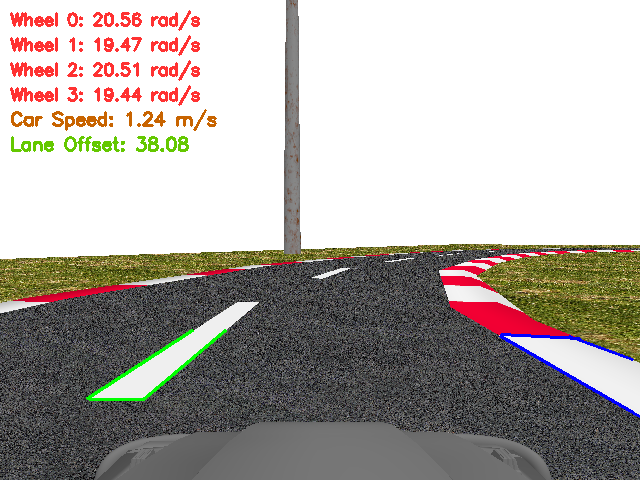 Wheel 0: 20.56 rad/s
Wheel 1: 19.47 rad/s
Wheel 2: 20.51 rad/s
Wheel 3: 19.44 rad/s
Car Speed: 1.24 m/s
Lane Offset: 38.08